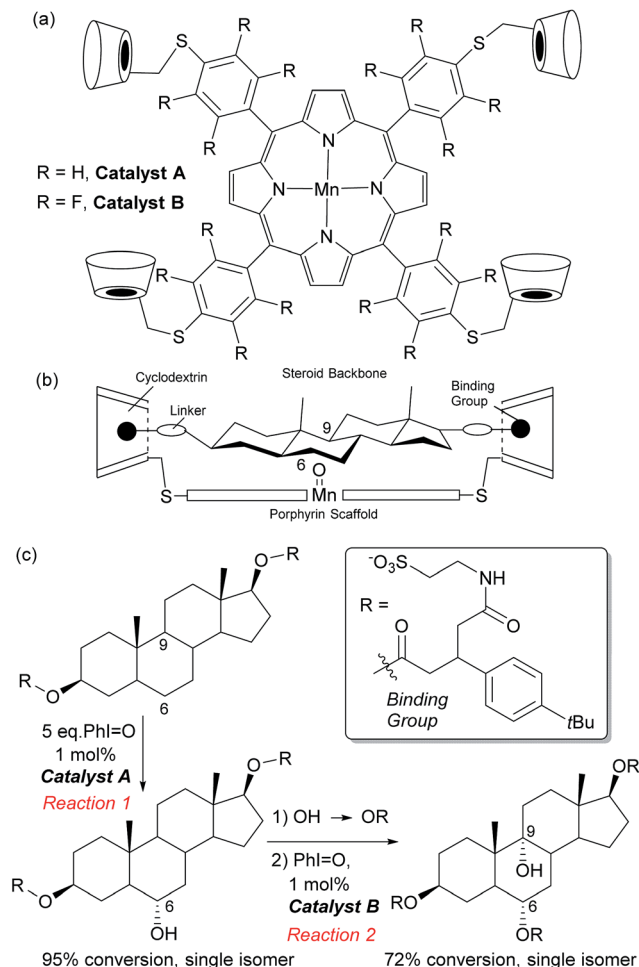 (a)
S
S
R
R
R
R
R
R
R
R
N
N
Mn
N
N
R = H, Catalyst A
R = F, Catalyst B
R
R
R
R
R
R
R
R
S
S
(b)
Cyclodextrin
Steroid Backbone
Binding
Group
Linker
9
6
O
S
Mn
S
Porphyrin Scaffold
(c)
O
R
9
R
O
6
5 eq.PhI=O
1 mol%
Catalyst A
Reaction 1
-O3S
NH
R =
O
O
Binding
Group
tBu
O
R
R
O
6
OH
95% conversion, single isomer
1) OH → OR
2) PhI=O,
1 mol%
Catalyst B
Reaction 2
OR
9
OH
RO
6
OR
72% conversion, single isomer